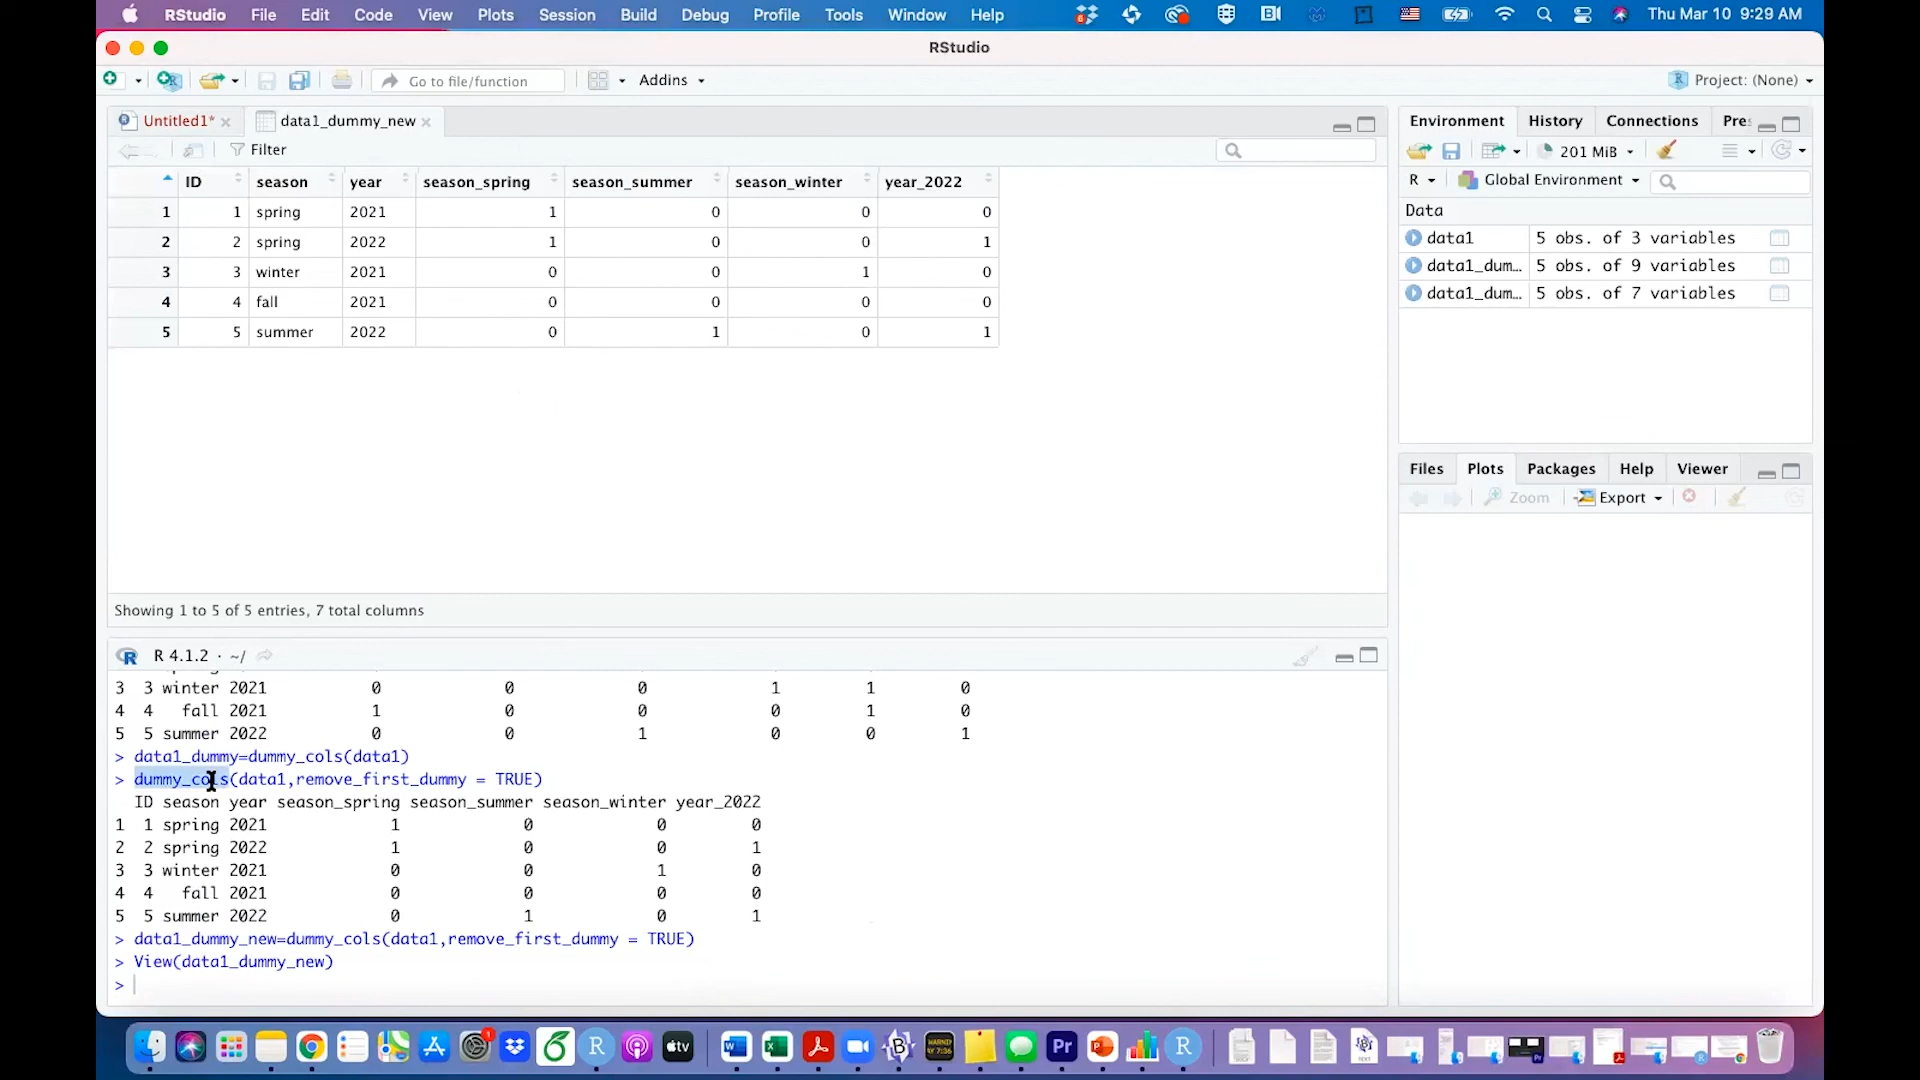 RStudio File Edit Code View Plots Session Build Debug Profile Tools Window Help Thu Mar 10 9:29 AM
RStudio
Go to file/function Addins Project: (None)
Untitled1* data1_dummy_new
Filter
ID season year season_spring season_summer season_winter year_2022
1 1 spring 2021 1 0 0 0
2 2 spring 2022 1 0 0 1
3 3 winter 2021 0 0 1 0
4 4 fall 2021 0 0 0 0
5 5 summer 2022 0 1 0 1
Showing 1 to 5 of 5 entries, 7 total columns
Environment History Connections Pre
201 MiB
R Global Environment
Data
data1 5 obs. of 3 variables
data1_dum… 5 obs. of 9 variables
data1_dum… 5 obs. of 7 variables
Files Plots Packages Help Viewer
Zoom Export
R 4.1.2 · ~/
3 3 winter 2021 0 0 0 1 1 0
4 4 fall 2021 1 0 0 0 1 0
5 5 summer 2022 0 0 1 0 0 1
> data1_dummy=dummy_cols(data1)
> dummy_cols(data1,remove_first_dummy = TRUE)
ID season year season_spring season_summer season_winter year_2022
1 1 spring 2021 1 0 0 0
2 2 spring 2022 1 0 0 1
3 3 winter 2021 0 0 1 0
4 4 fall 2021 0 0 0 0
5 5 summer 2022 0 1 0 1
> data1_dummy_new=dummy_cols(data1,remove_first_dummy = TRUE)
> View(data1_dummy_new)
>